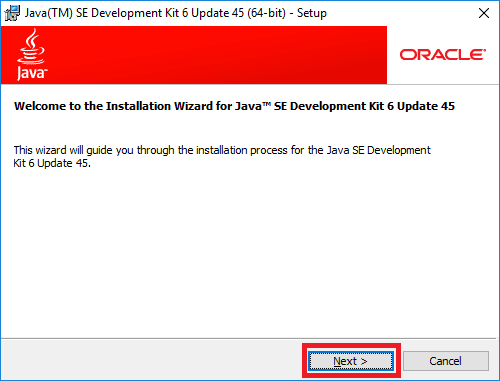 Java(TM) SE Development Kit 6 Update 45 (64-bit) - Setup
Java™
ORACLE®
Welcome to the Installation Wizard for Java™ SE Development Kit 6 Update 45
This wizard will guide you through the installation process for the Java SE Development
Kit 6 Update 45.
Next >
Cancel